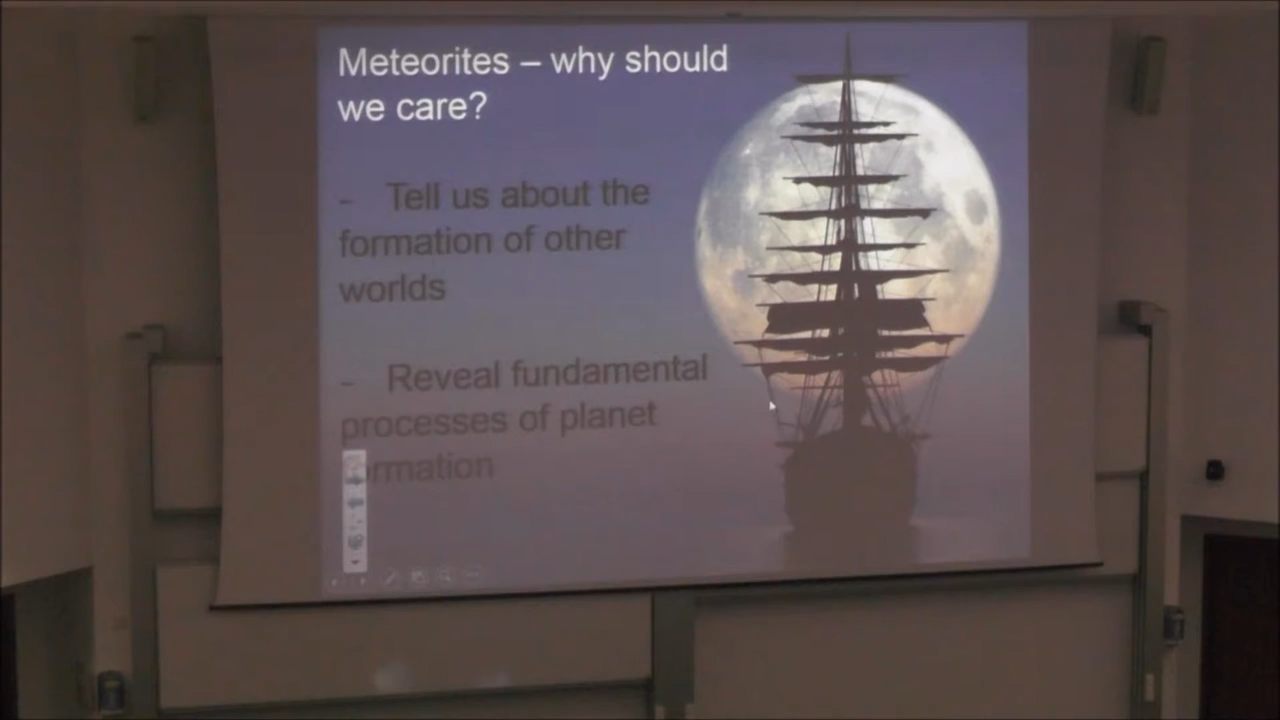 Meteorites – why should
we care?
- Tell us about the
formation of other
worlds
- Reveal fundamental
processes of planet
formation